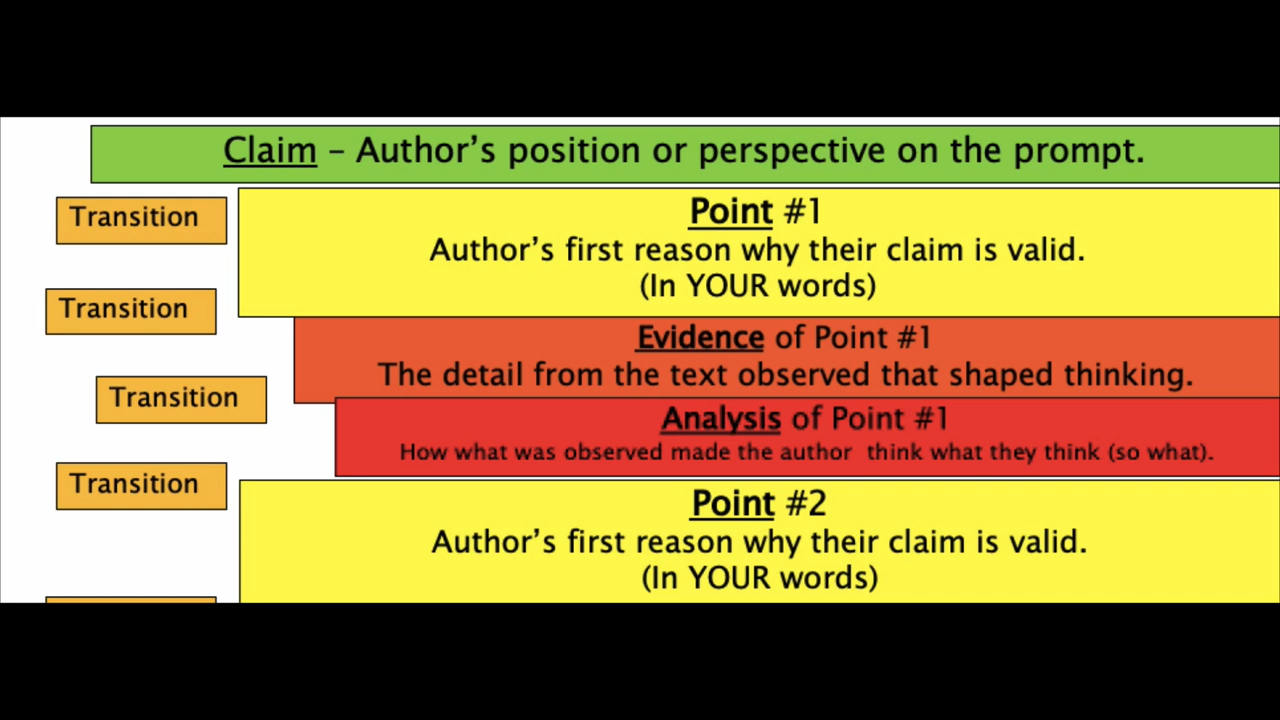 Claim – Author’s position or perspective on the prompt.
Transition
Point #1
Author’s first reason why their claim is valid.
(In YOUR words)
Transition
Evidence of Point #1
The detail from the text observed that shaped thinking.
Transition
Analysis of Point #1
How what was observed made the author  think what they think (so what).
Transition
Point #2
Author’s first reason why their claim is valid.
(In YOUR words)